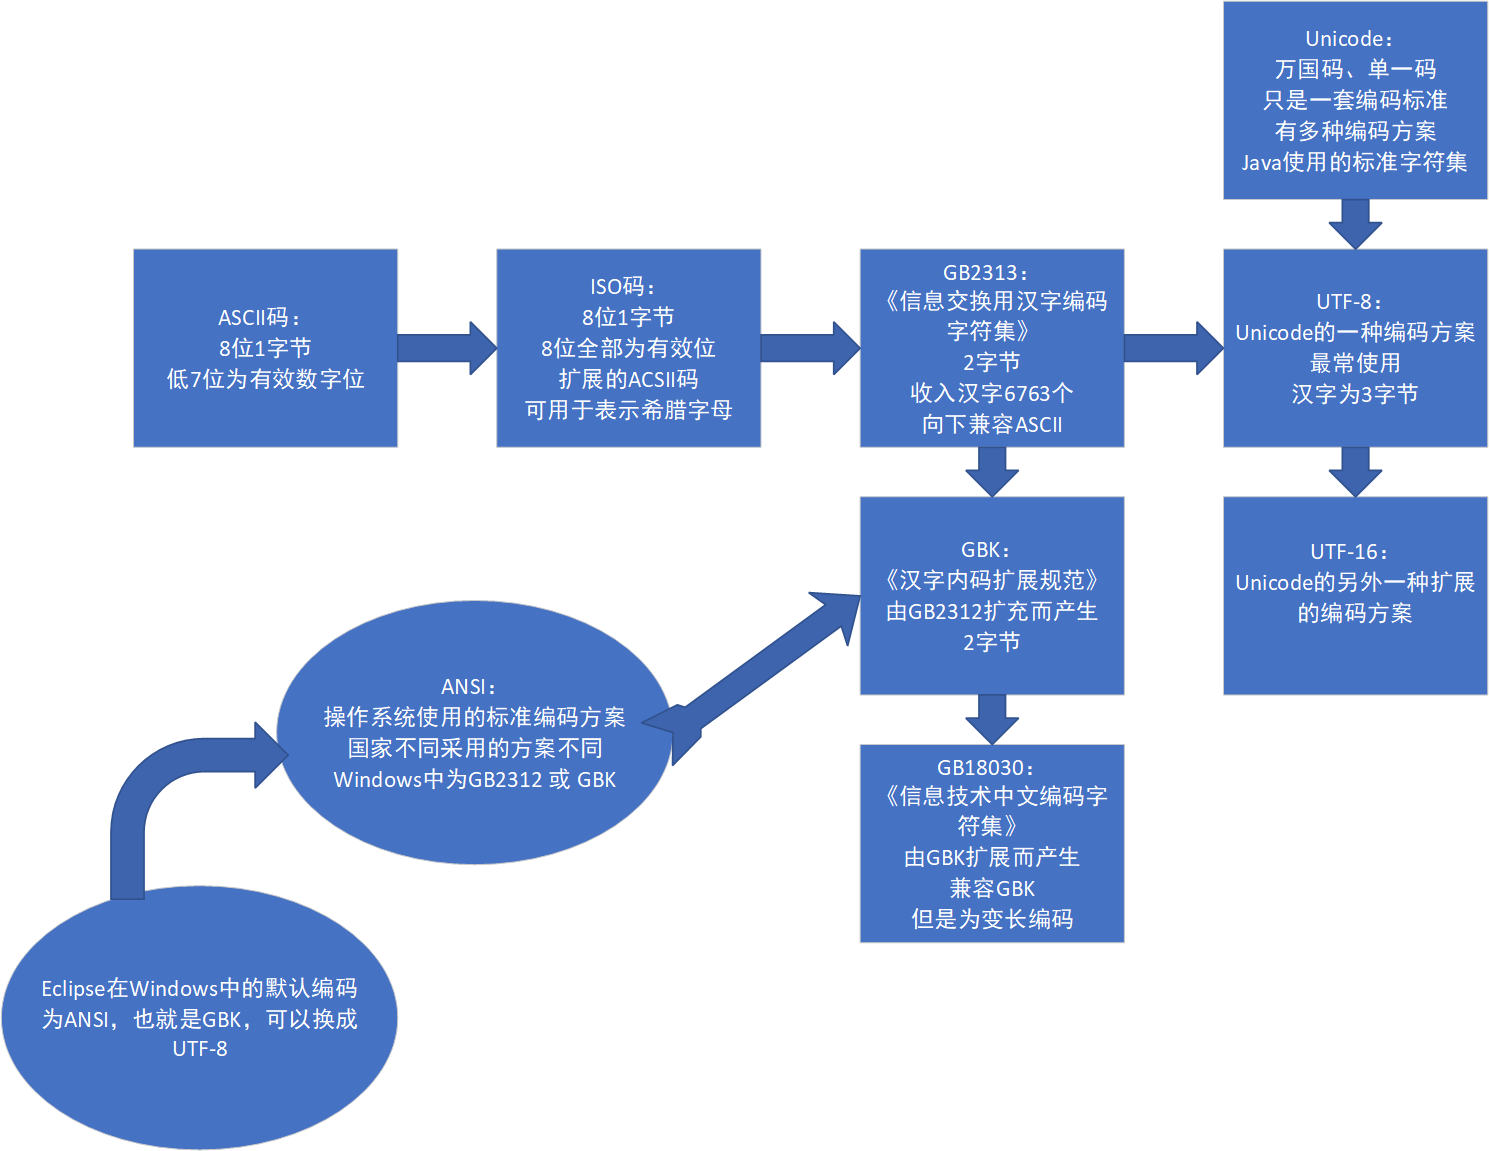 Unicode：
万国码、单一码
只是一套编码标准
有多种编码方案
Java使用的标准字符集
ASCII码：
8位1字节
低7位为有效数字位
ISO码：
8位1字节
8位全部为有效位
扩展的ACSII码
可用于表示希腊字母
GB2313：
《信息交换用汉字编码
字符集》
2字节
收入汉字6763个
向下兼容ASCII
UTF-8：
Unicode的一种编码方案
最常使用
汉字为3字节
GBK：
《汉字内码扩展规范》
由GB2312扩充而产生
2字节
UTF-16：
Unicode的另外一种扩展
的编码方案
ANSI：
操作系统使用的标准编码方案
国家不同采用的方案不同
Windows中为GB2312 或 GBK
GB18030：
《信息技术中文编码字
符集》
由GBK扩展而产生
兼容GBK
但是为变长编码
Eclipse在Windows中的默认编码
为ANSI，也就是GBK，可以换成
UTF-8